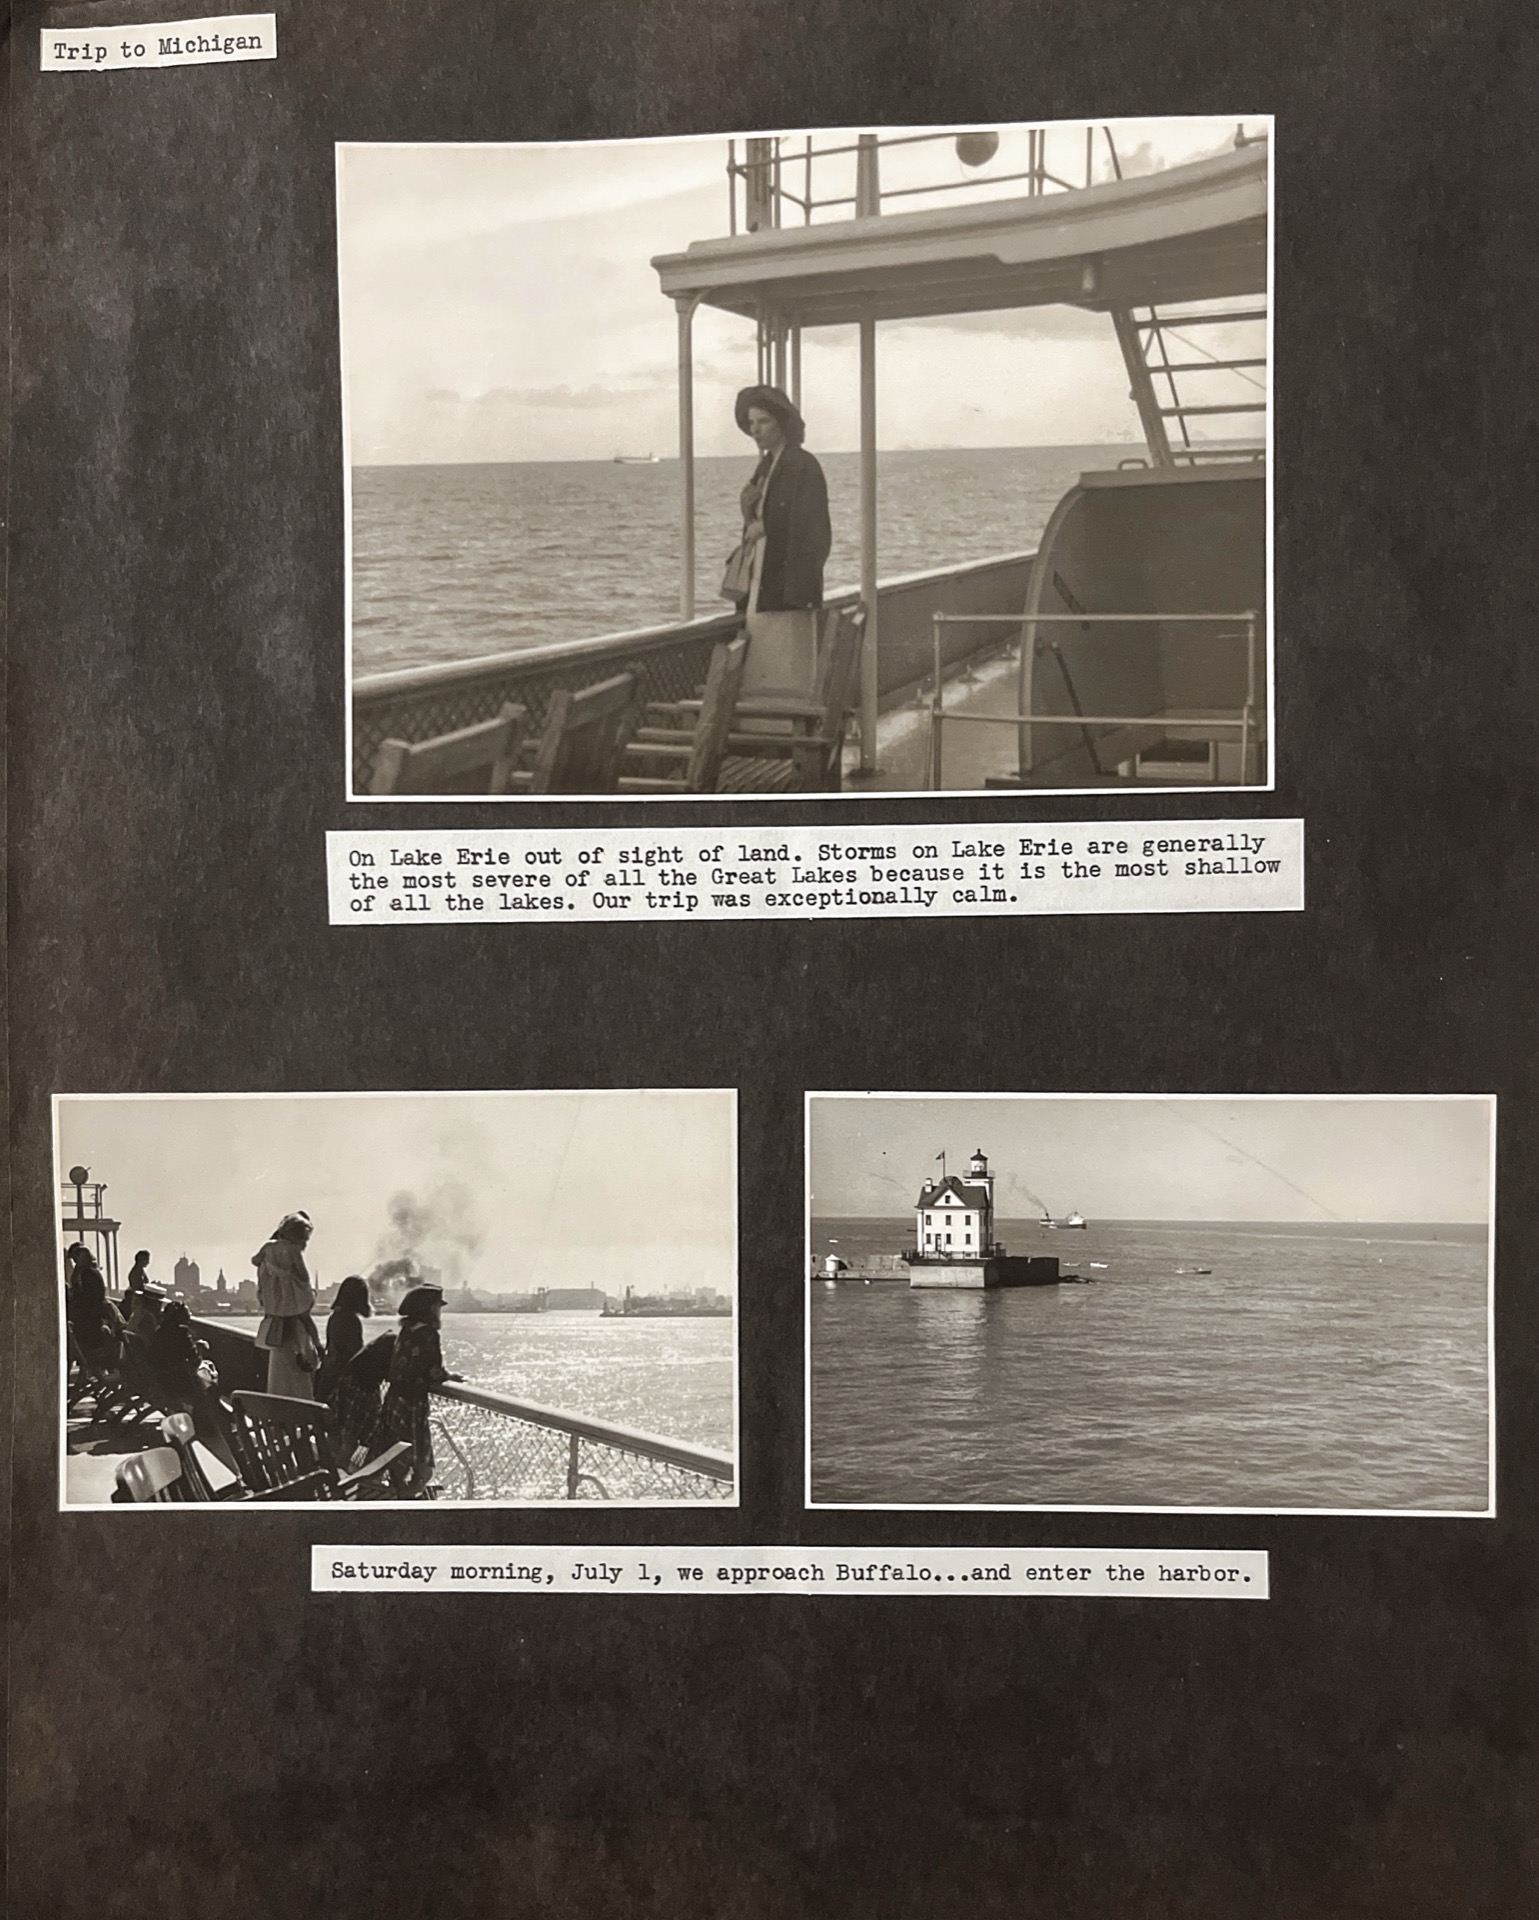 Trip to Michigan
On Lake Erie out of sight of land. Storms on Lake Erie are generally
the most severe of all the Great Lakes because it is the most shallow
of all the lakes. Our trip was exceptionally calm.
Saturday morning, July 1, we approach Buffalo...and enter the harbor.